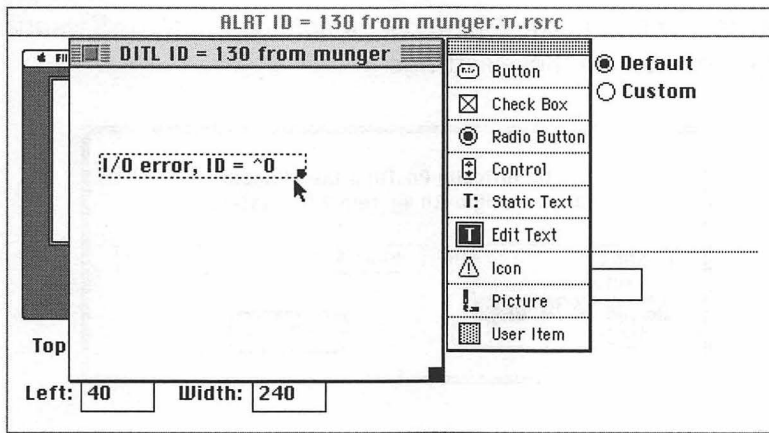 ALRT ID = 130 from munger.π.rsrc
DITL ID = 130 from munger
I/O error, ID = ^0
Button
Check Box
Radio Button
Control
T: Static Text
T Edit Text
Icon
Picture
User Item
Default
Custom
Top
Left: 40 Width: 240